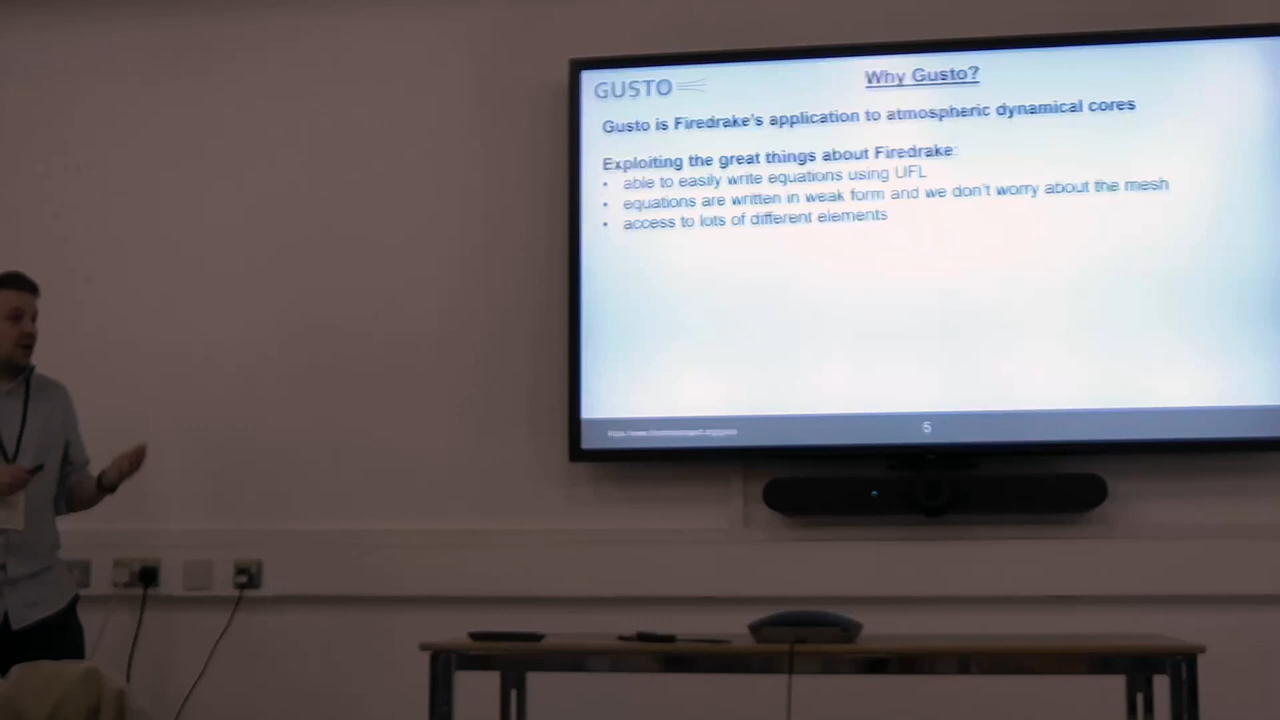 GUSTO
Why Gusto?
Gusto is Firedrake's application to atmospheric dynamical cores
Exploiting the great things about Firedrake:
• able to easily write equations using UFL
• equations are written in weak form and we don't worry about the mesh
• access to lots of different elements
5